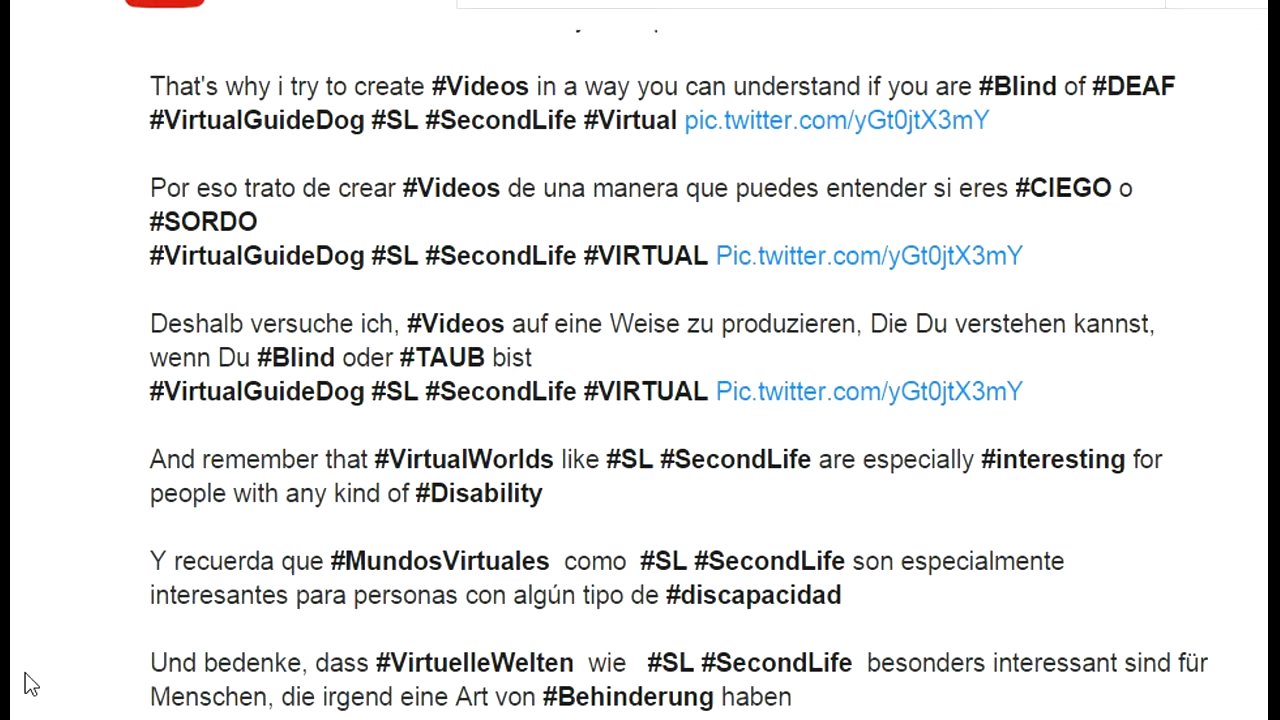 That's why i try to create #Videos in a way you can understand if you are #Blind of #DEAF
#VirtualGuideDog #SL #SecondLife #Virtual pic.twitter.com/yGt0jtX3mY
Por eso trato de crear #Videos de una manera que puedes entender si eres #CIEGO o
#SORDO
#VirtualGuideDog #SL #SecondLife #VIRTUAL Pic.twitter.com/yGt0jtX3mY
Deshalb versuche ich, #Videos auf eine Weise zu produzieren, Die Du verstehen kannst,
wenn Du #Blind oder #TAUB bist
#VirtualGuideDog #SL #SecondLife #VIRTUAL Pic.twitter.com/yGt0jtX3mY
And remember that #VirtualWorlds like #SL #SecondLife are especially #interesting for
people with any kind of #Disability
Y recuerda que #MundosVirtuales como #SL #SecondLife son especialmente
interesantes para personas con algún tipo de #discapacidad
Und bedenke, dass #VirtuelleWelten wie #SL #SecondLife besonders interessant sind für
Menschen, die irgend eine Art von #Behinderung haben